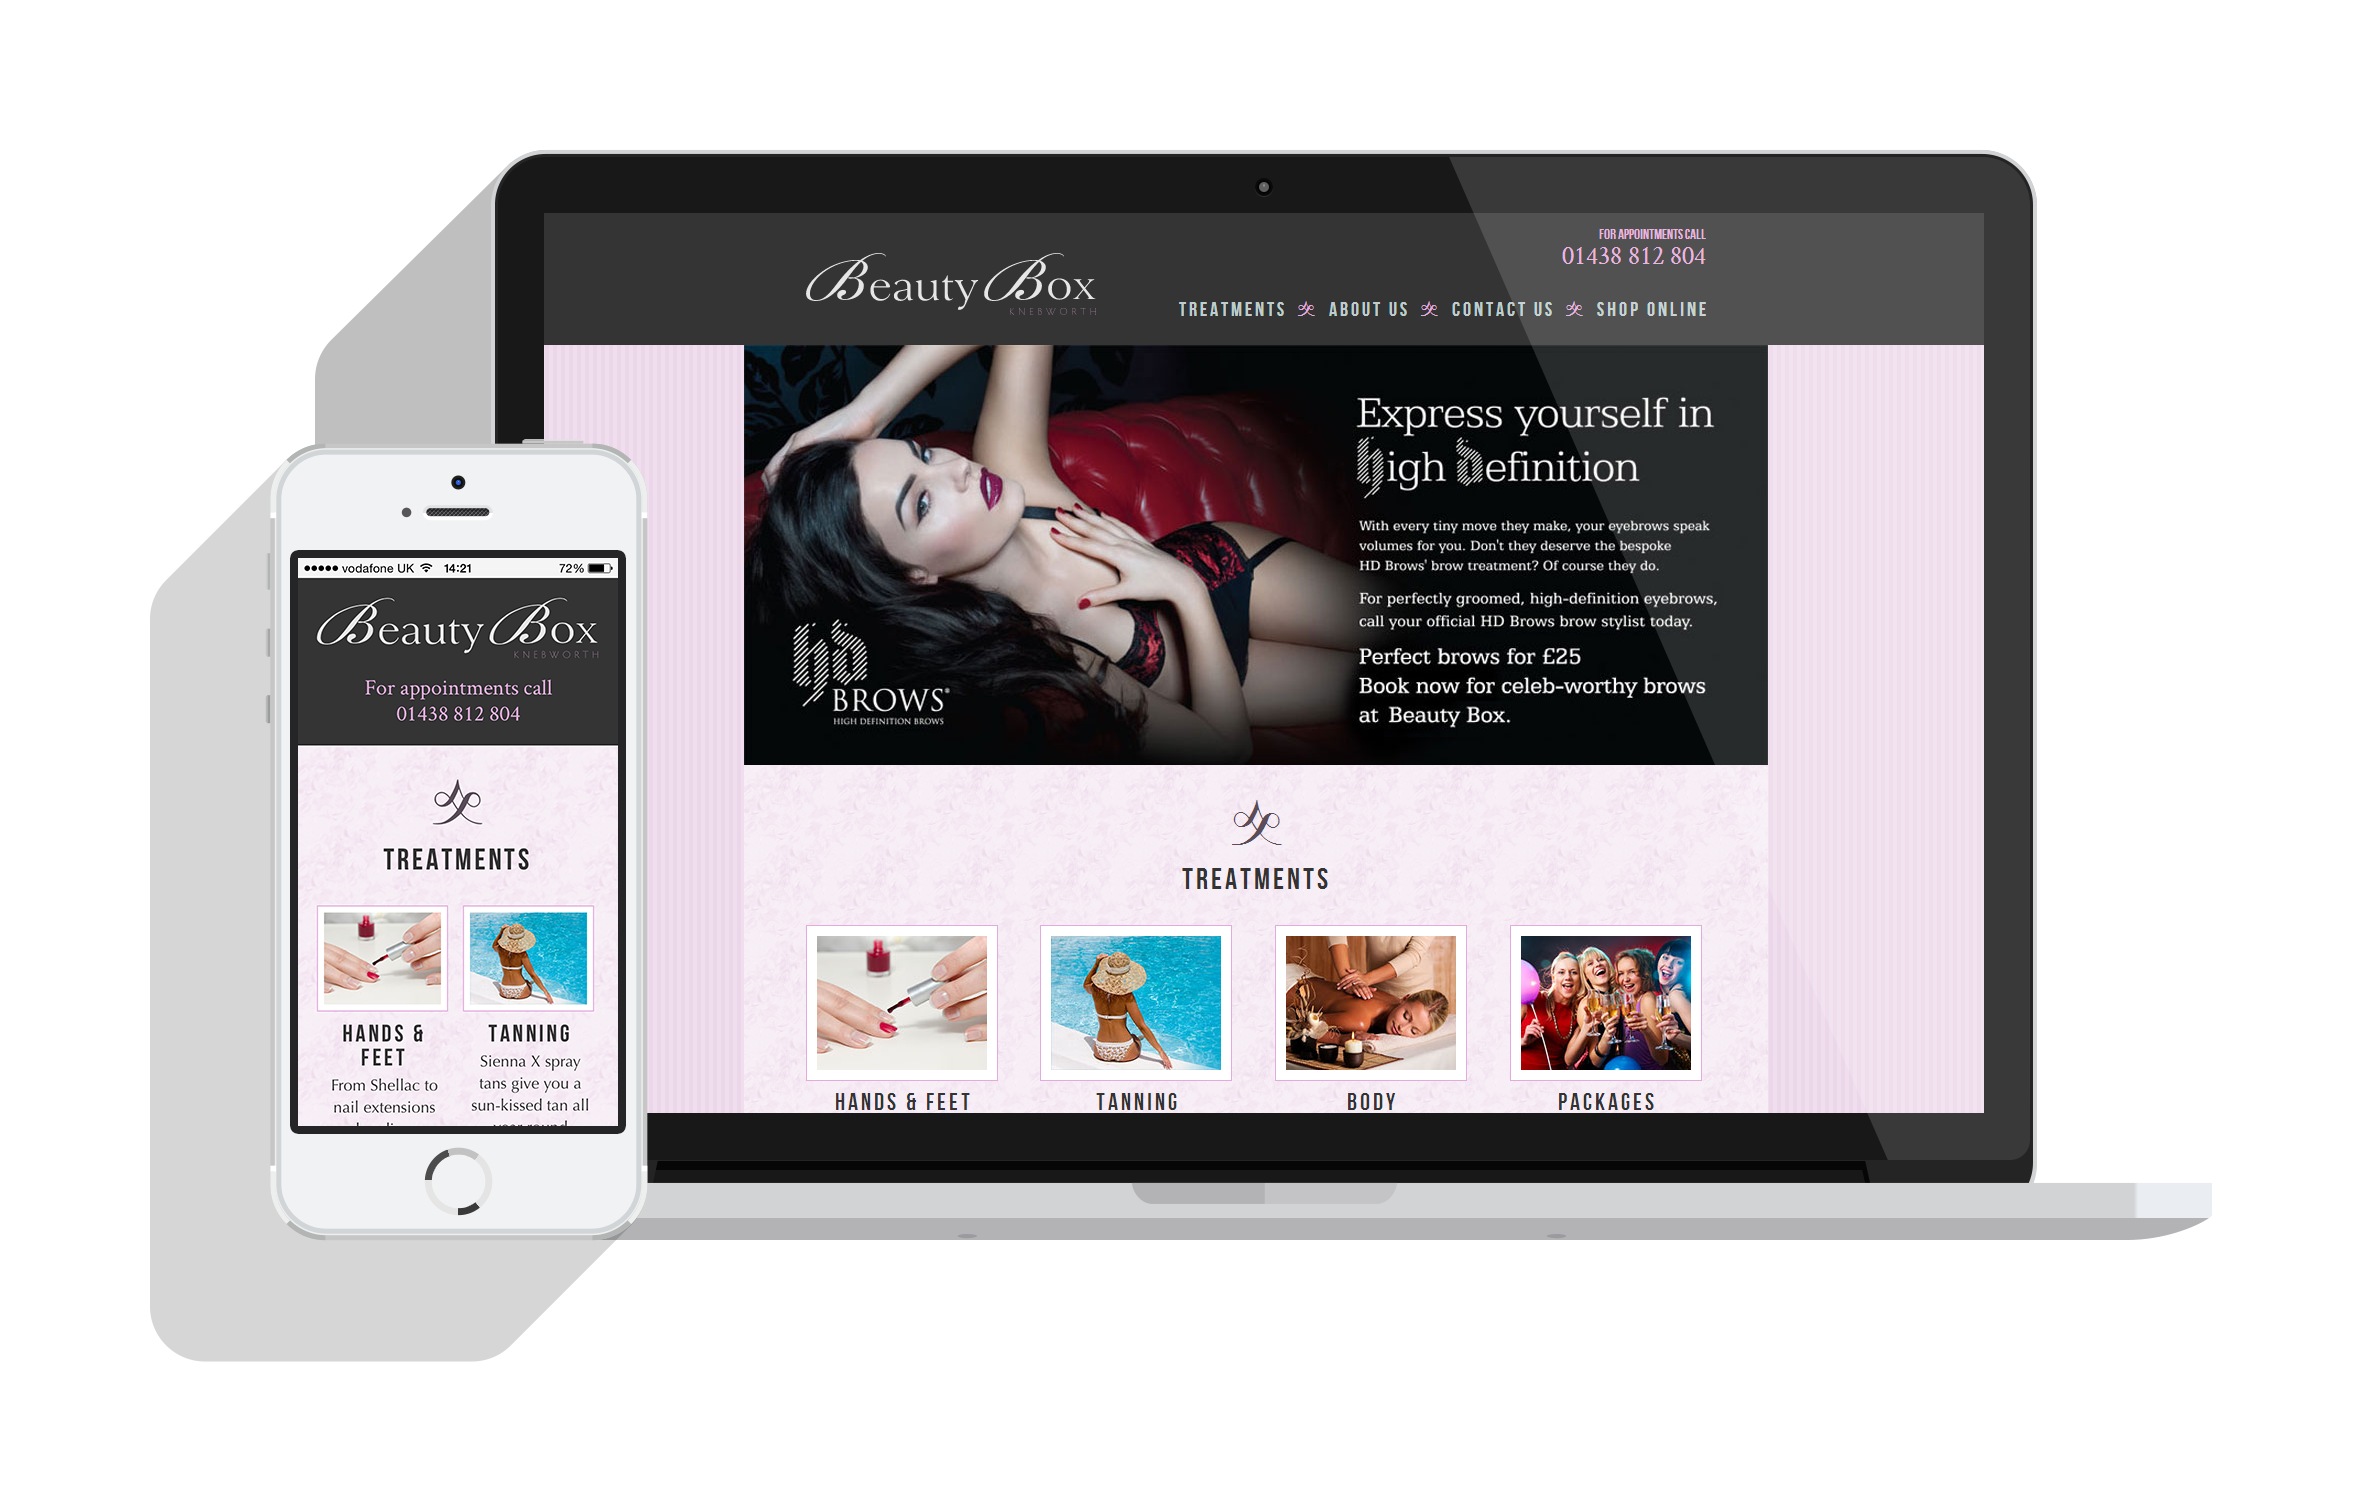 FOR APPOINTMENTS CALL
01438 812 804
Beauty Box
KNEBWORTH
TREATMENTS ABOUT US CONTACT US SHOP ONLINE
Express yourself in
high definition
With every tiny move they make, your eyebrows speak
volumes for you. Don't they deserve the bespoke
HD Brows' brow treatment? Of course they do.
For perfectly groomed, high-definition eyebrows,
call your official HD Brows brow stylist today.
Perfect brows for £25
Book now for celeb-worthy brows
at Beauty Box.
hd
BROWS®
HIGH DEFINITION BROWS
TREATMENTS
HANDS & FEET
TANNING
BODY
PACKAGES
vodafone UK 14:21 72%
Beauty Box
KNEBWORTH
For appointments call
01438 812 804
TREATMENTS
HANDS &
FEET
From Shellac to
nail extensions
TANNING
Sienna X spray
tans give you a
sun-kissed tan all
year round